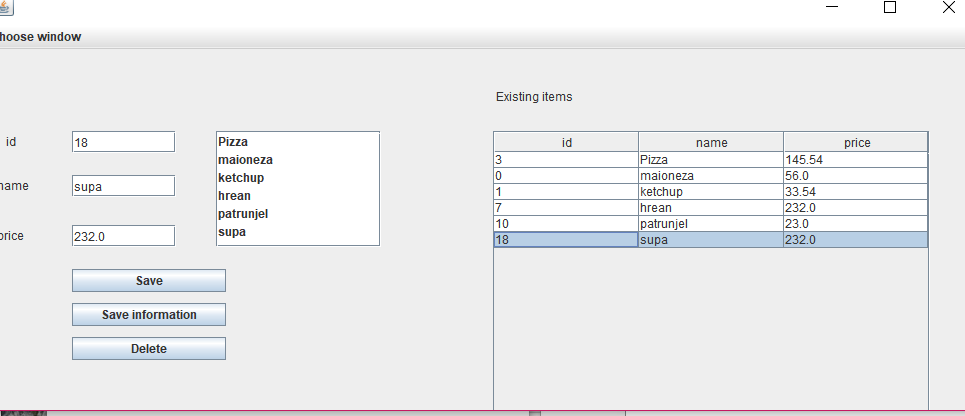 hoose window
Existing items
id 18
name supa
price 232.0
Pizza
maioneza
ketchup
hrean
patrunjel
supa
Save
Save information
Delete
id name price
3 Pizza 145.54
0 maioneza 56.0
1 ketchup 33.54
7 hrean 232.0
10 patrunjel 23.0
18 supa 232.0